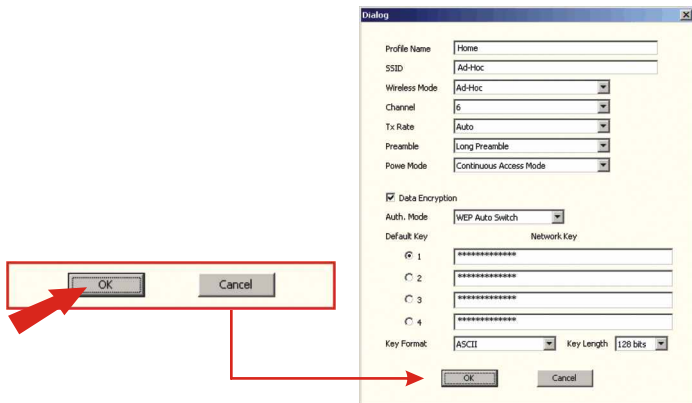 Dialog
Profile Name Home
SSID Ad-Hoc
Wireless Mode Ad-Hoc
Channel 6
Tx Rate Auto
Preamble Long Preamble
Powe Mode Continuous Access Mode
Data Encryption
Auth. Mode WEP Auto Switch
Default Key Network Key
1 *************
2 *************
3 *************
4 *************
Key Format ASCII Key Length 128 bits
OK Cancel
OK Cancel